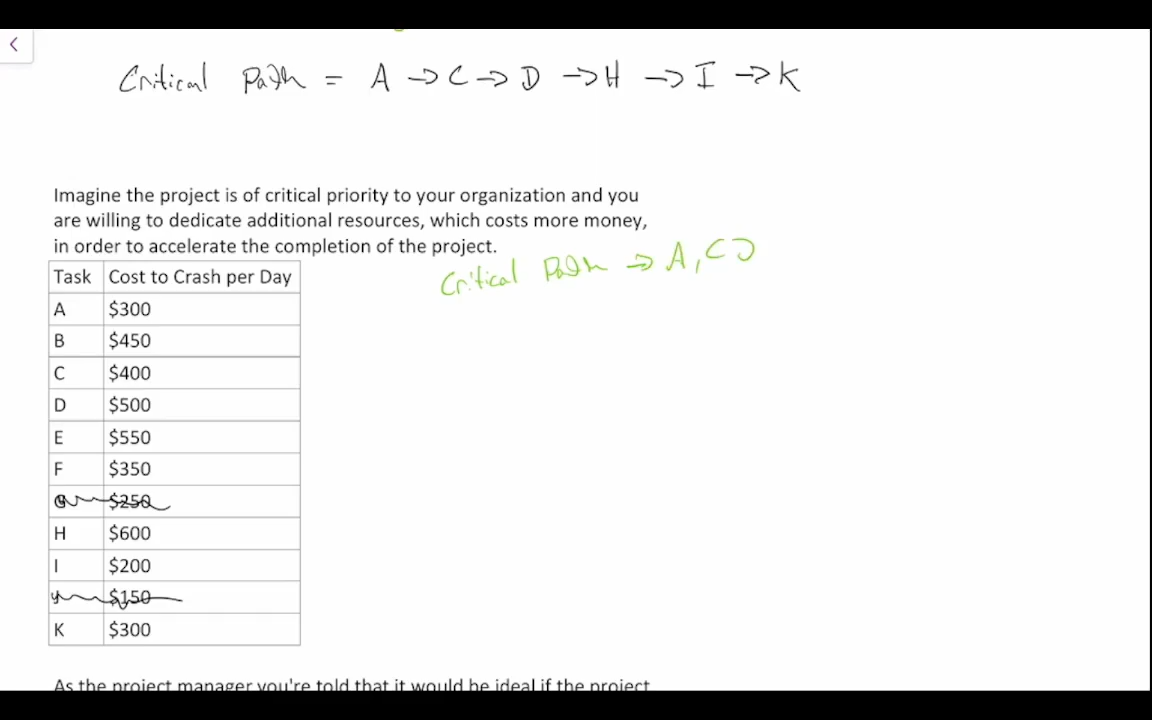 Critical Path = A → C → D → H → I → K
Imagine the project is of critical priority to your organization and you
are willing to dedicate additional resources, which costs more money,
in order to accelerate the completion of the project.
Critical Path → A, C
Task Cost to Crash per Day
A $300
B $450
C $400
D $500
E $550
F $350
$250
H $600
I $200
$150
K $300
As the project manager you're told that it would be ideal if the project